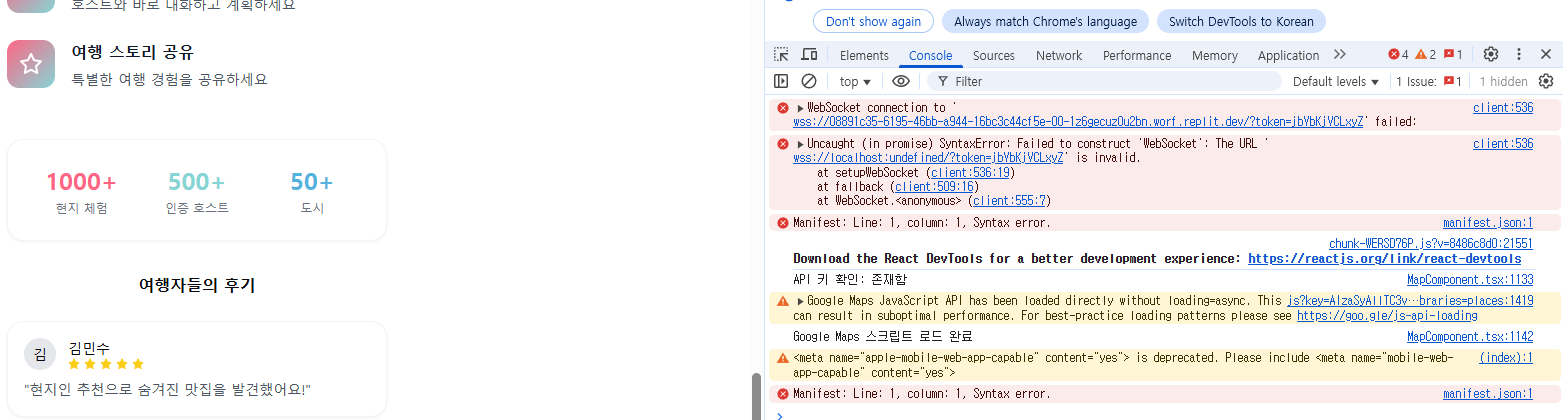 호스트와 바로 대화하고 계획하세요
여행 스토리 공유
특별한 여행 경험을 공유하세요
1000+
현지 체험
500+
인증 호스트
50+
도시
여행자들의 후기
김
김민수
"현지인 추천으로 숨겨진 맛집을 발견했어요!"
Don't show again
Always match Chrome's language
Switch DevTools to Korean
Elements
Console
Sources
Network
Performance
Memory
Application
4
2
1
top
Filter
Default levels
1 Issue:
1
1 hidden
WebSocket connection to '
client:536
wss://08891c35-6195-46bb-a944-16bc3c44cf5e-00-1z6gecuz0u2bn.worf.replit.dev/?token=jbYbKjVCLxyZ' failed:
Uncaught (in promise) SyntaxError: Failed to construct 'WebSocket': The URL '
client:536
wss://localhost:undefined/?token=jbYbKjVCLxyZ' is invalid.
at setupWebSocket (client:536:19)
at fallback (client:509:16)
at WebSocket.<anonymous> (client:555:7)
Manifest: Line: 1, column: 1, Syntax error.
manifest.json:1
chunk-WERSD76P.js?v=8486c8d0:21551
Download the React DevTools for a better development experience: https://reactjs.org/link/react-devtools
API 키 확인: 존재함
MapComponent.tsx:1133
Google Maps JavaScript API has been loaded directly without loading=async. This
js?key=AIzaSyAllTC3v…braries=places:1419
can result in suboptimal performance. For best-practice loading patterns please see https://goo.gle/js-api-loading
Google Maps 스크립트 로드 완료
MapComponent.tsx:1142
<meta name="apple-mobile-web-app-capable" content="yes"> is deprecated. Please include <meta name="mobile-web-
(index):1
app-capable" content="yes">
Manifest: Line: 1, column: 1, Syntax error.
manifest.json:1